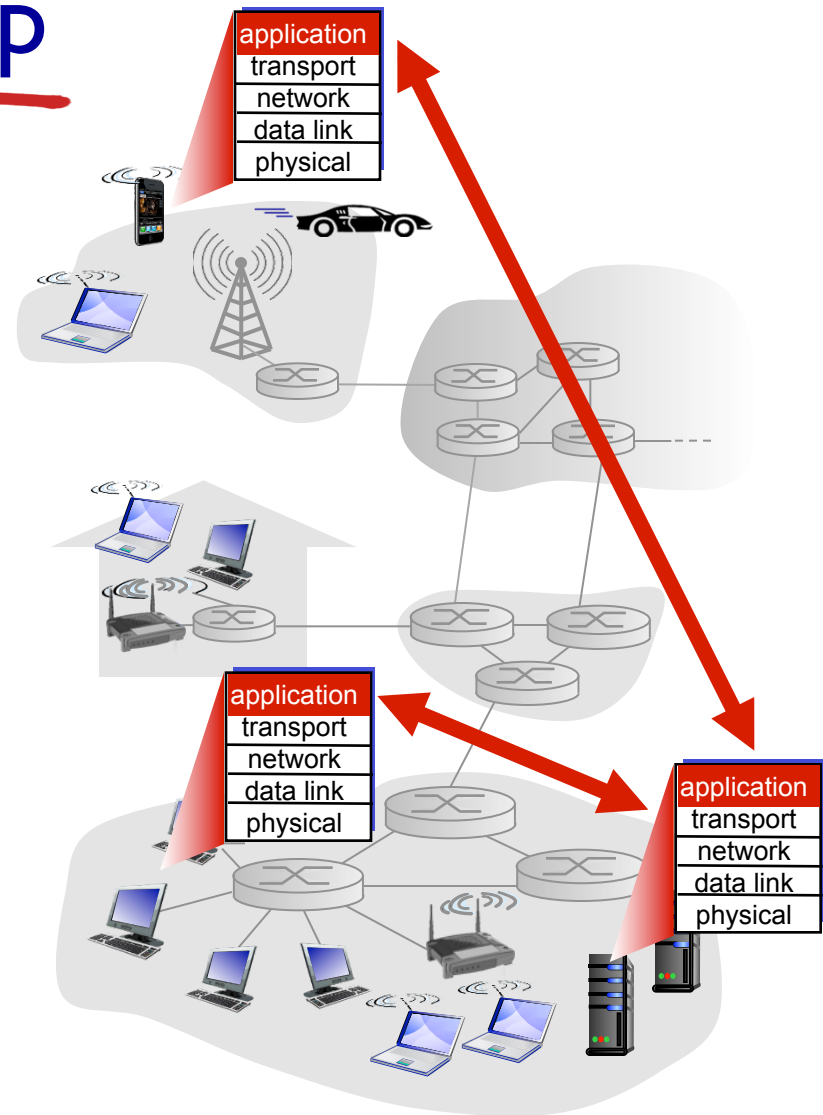 p
application
transport
network
data link
physical
application
transport
network
data link
physical
application
transport
network
data link
physical